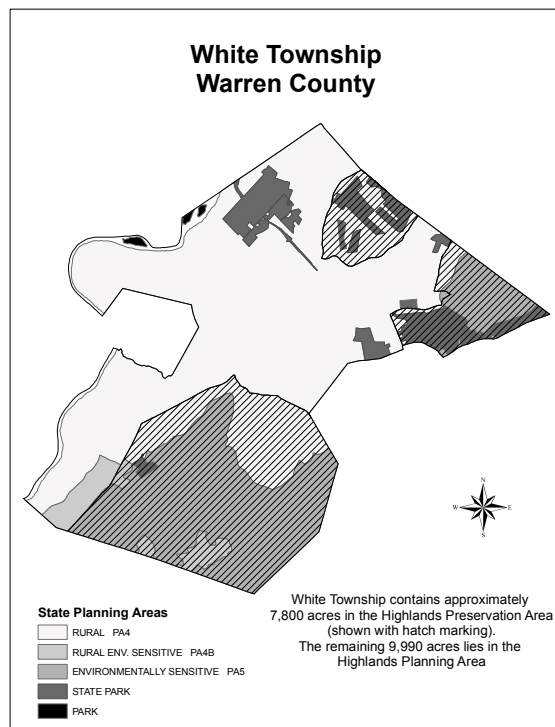 White Township
Warren County
N
W E
S
White Township contains approximately
7,800 acres in the Highlands Preservation Area
(shown with hatch marking).
The remaining 9,990 acres lies in the
Highlands Planning Area
State Planning Areas
RURAL PA4
RURAL ENV. SENSITIVE PA4B
ENVIRONMENTALLY SENSITIVE PA5
STATE PARK
PARK